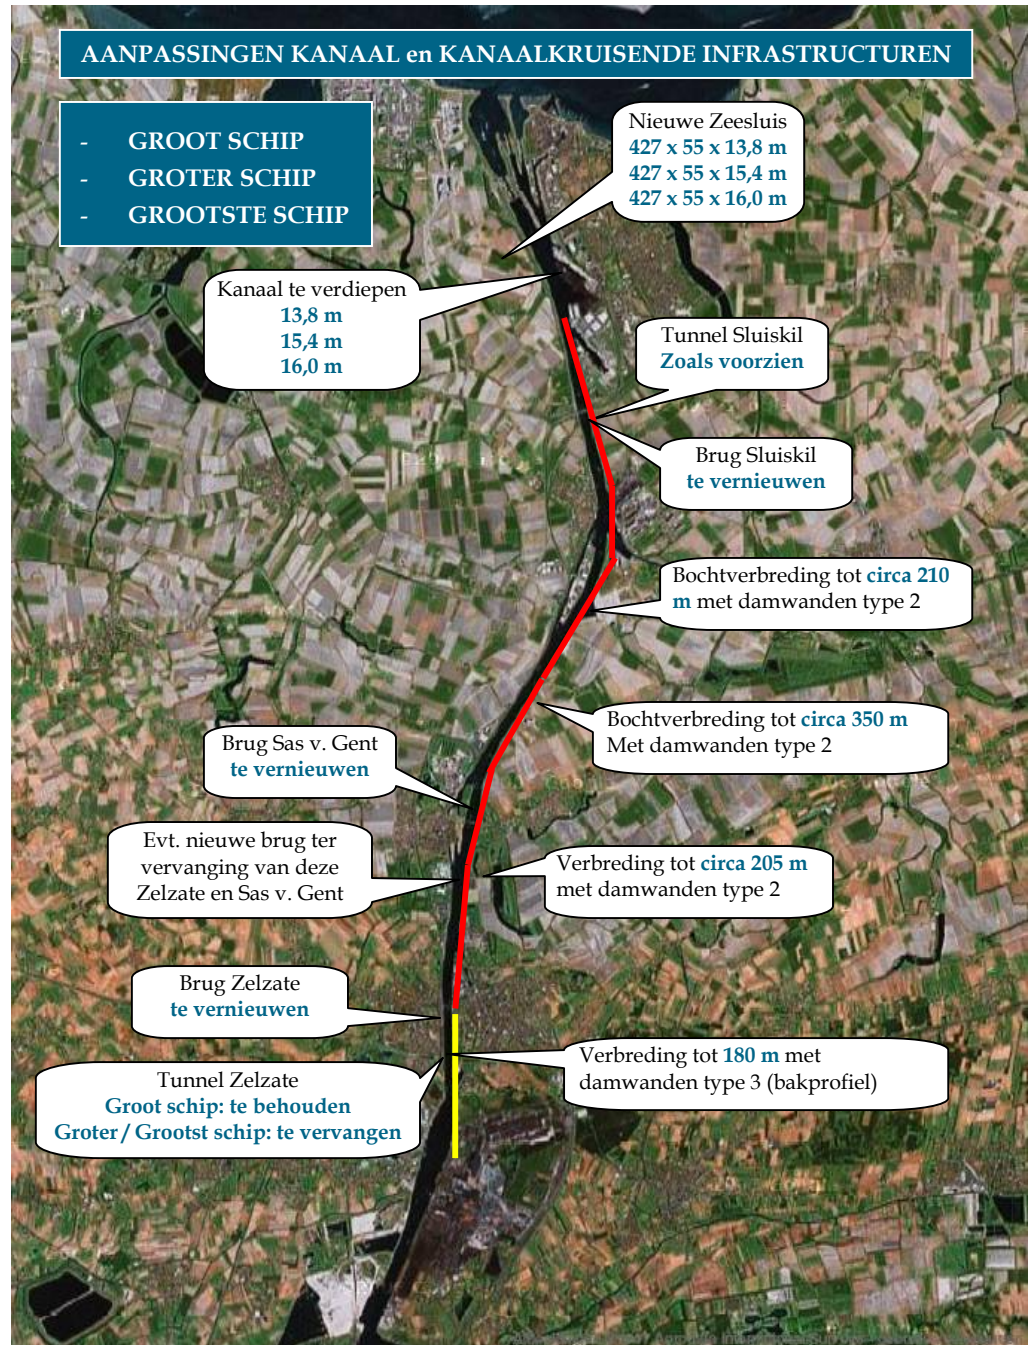 AANPASSINGEN KANAAL en KANAALKRUISENDE INFRASTRUCTUREN
- GROOT SCHIP
- GROTER SCHIP
- GROOTSTE SCHIP
Nieuwe Zeesluis
427 x 55 x 13,8 m
427 x 55 x 15,4 m
427 x 55 x 16,0 m
Kanaal te verdiepen
13,8 m
15,4 m
16,0 m
Tunnel Sluiskil
Zoals voorzien
Brug Sluiskil
te vernieuwen
Bochtverbreding tot circa 210
m met damwanden type 2
Bochtverbreding tot circa 350 m
Met damwanden type 2
Brug Sas v. Gent
te vernieuwen
Evt. nieuwe brug ter
vervanging van deze
Zelzate en Sas v. Gent
Verbreding tot circa 205 m
met damwanden type 2
Brug Zelzate
te vernieuwen
Verbreding tot 180 m met
damwanden type 3 (bakprofiel)
Tunnel Zelzate
Groot schip: te behouden
Groter / Grootst schip: te vervangen